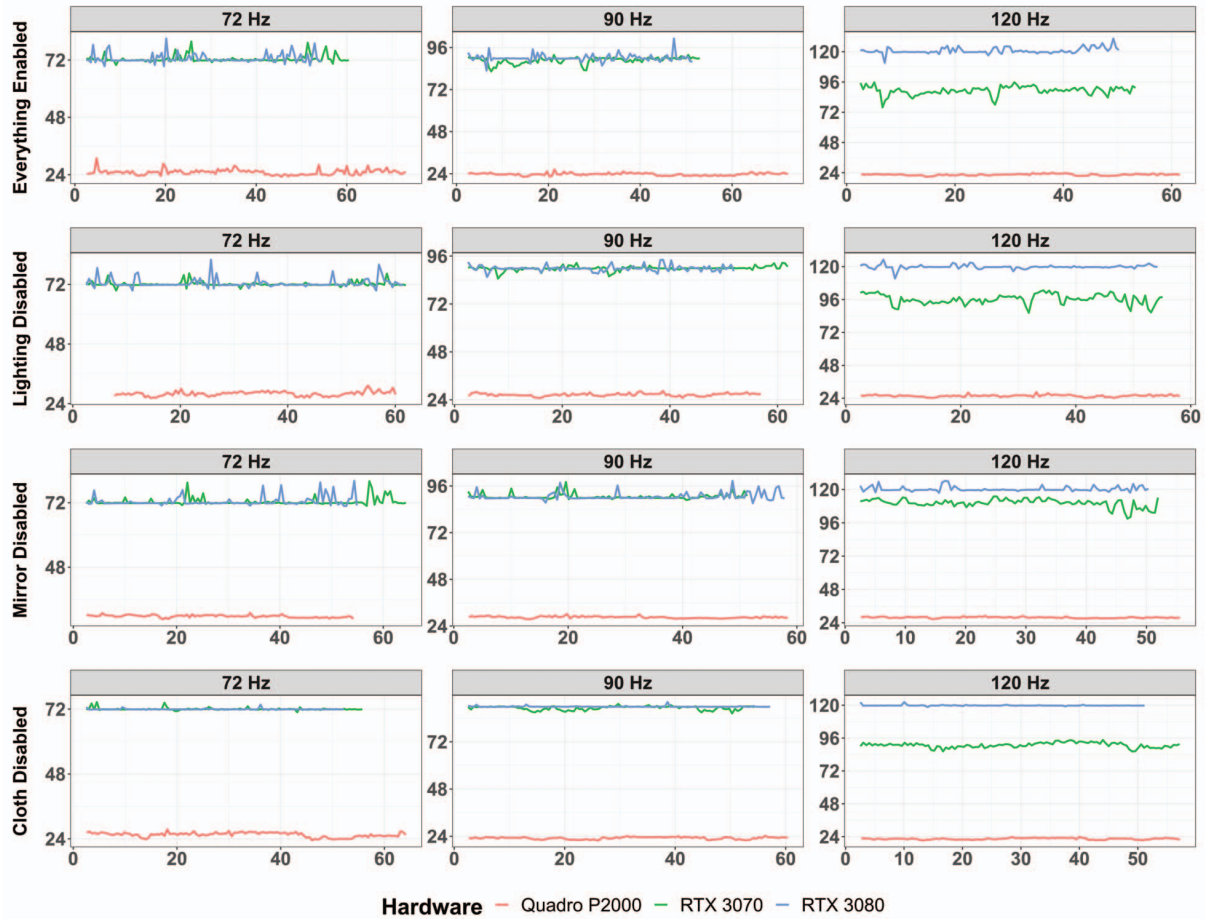 72 Hz 90 Hz 120 Hz
Everything Enabled
72 48 24
0 20 40 60
96 72 48 24
0 20 40 60
120 96 72 48 24
0 20 40 60
72 Hz 90 Hz 120 Hz
Lighting Disabled
72 48 24
0 20 40 60
96 72 48 24
0 20 40 60
120 96 72 48 24
0 20 40 60
72 Hz 90 Hz 120 Hz
Mirror Disabled
72 48
0 20 40 60
96 72 48 24
0 20 40 60
120 96 72 48 24
0 10 20 30 40 50
72 Hz 90 Hz 120 Hz
Cloth Disabled
72 48 24
0 20 40 60
72 48 24
0 20 40 60
120 96 72 48 24
0 10 20 30 40 50
Hardware Quadro P2000 RTX 3070 RTX 3080